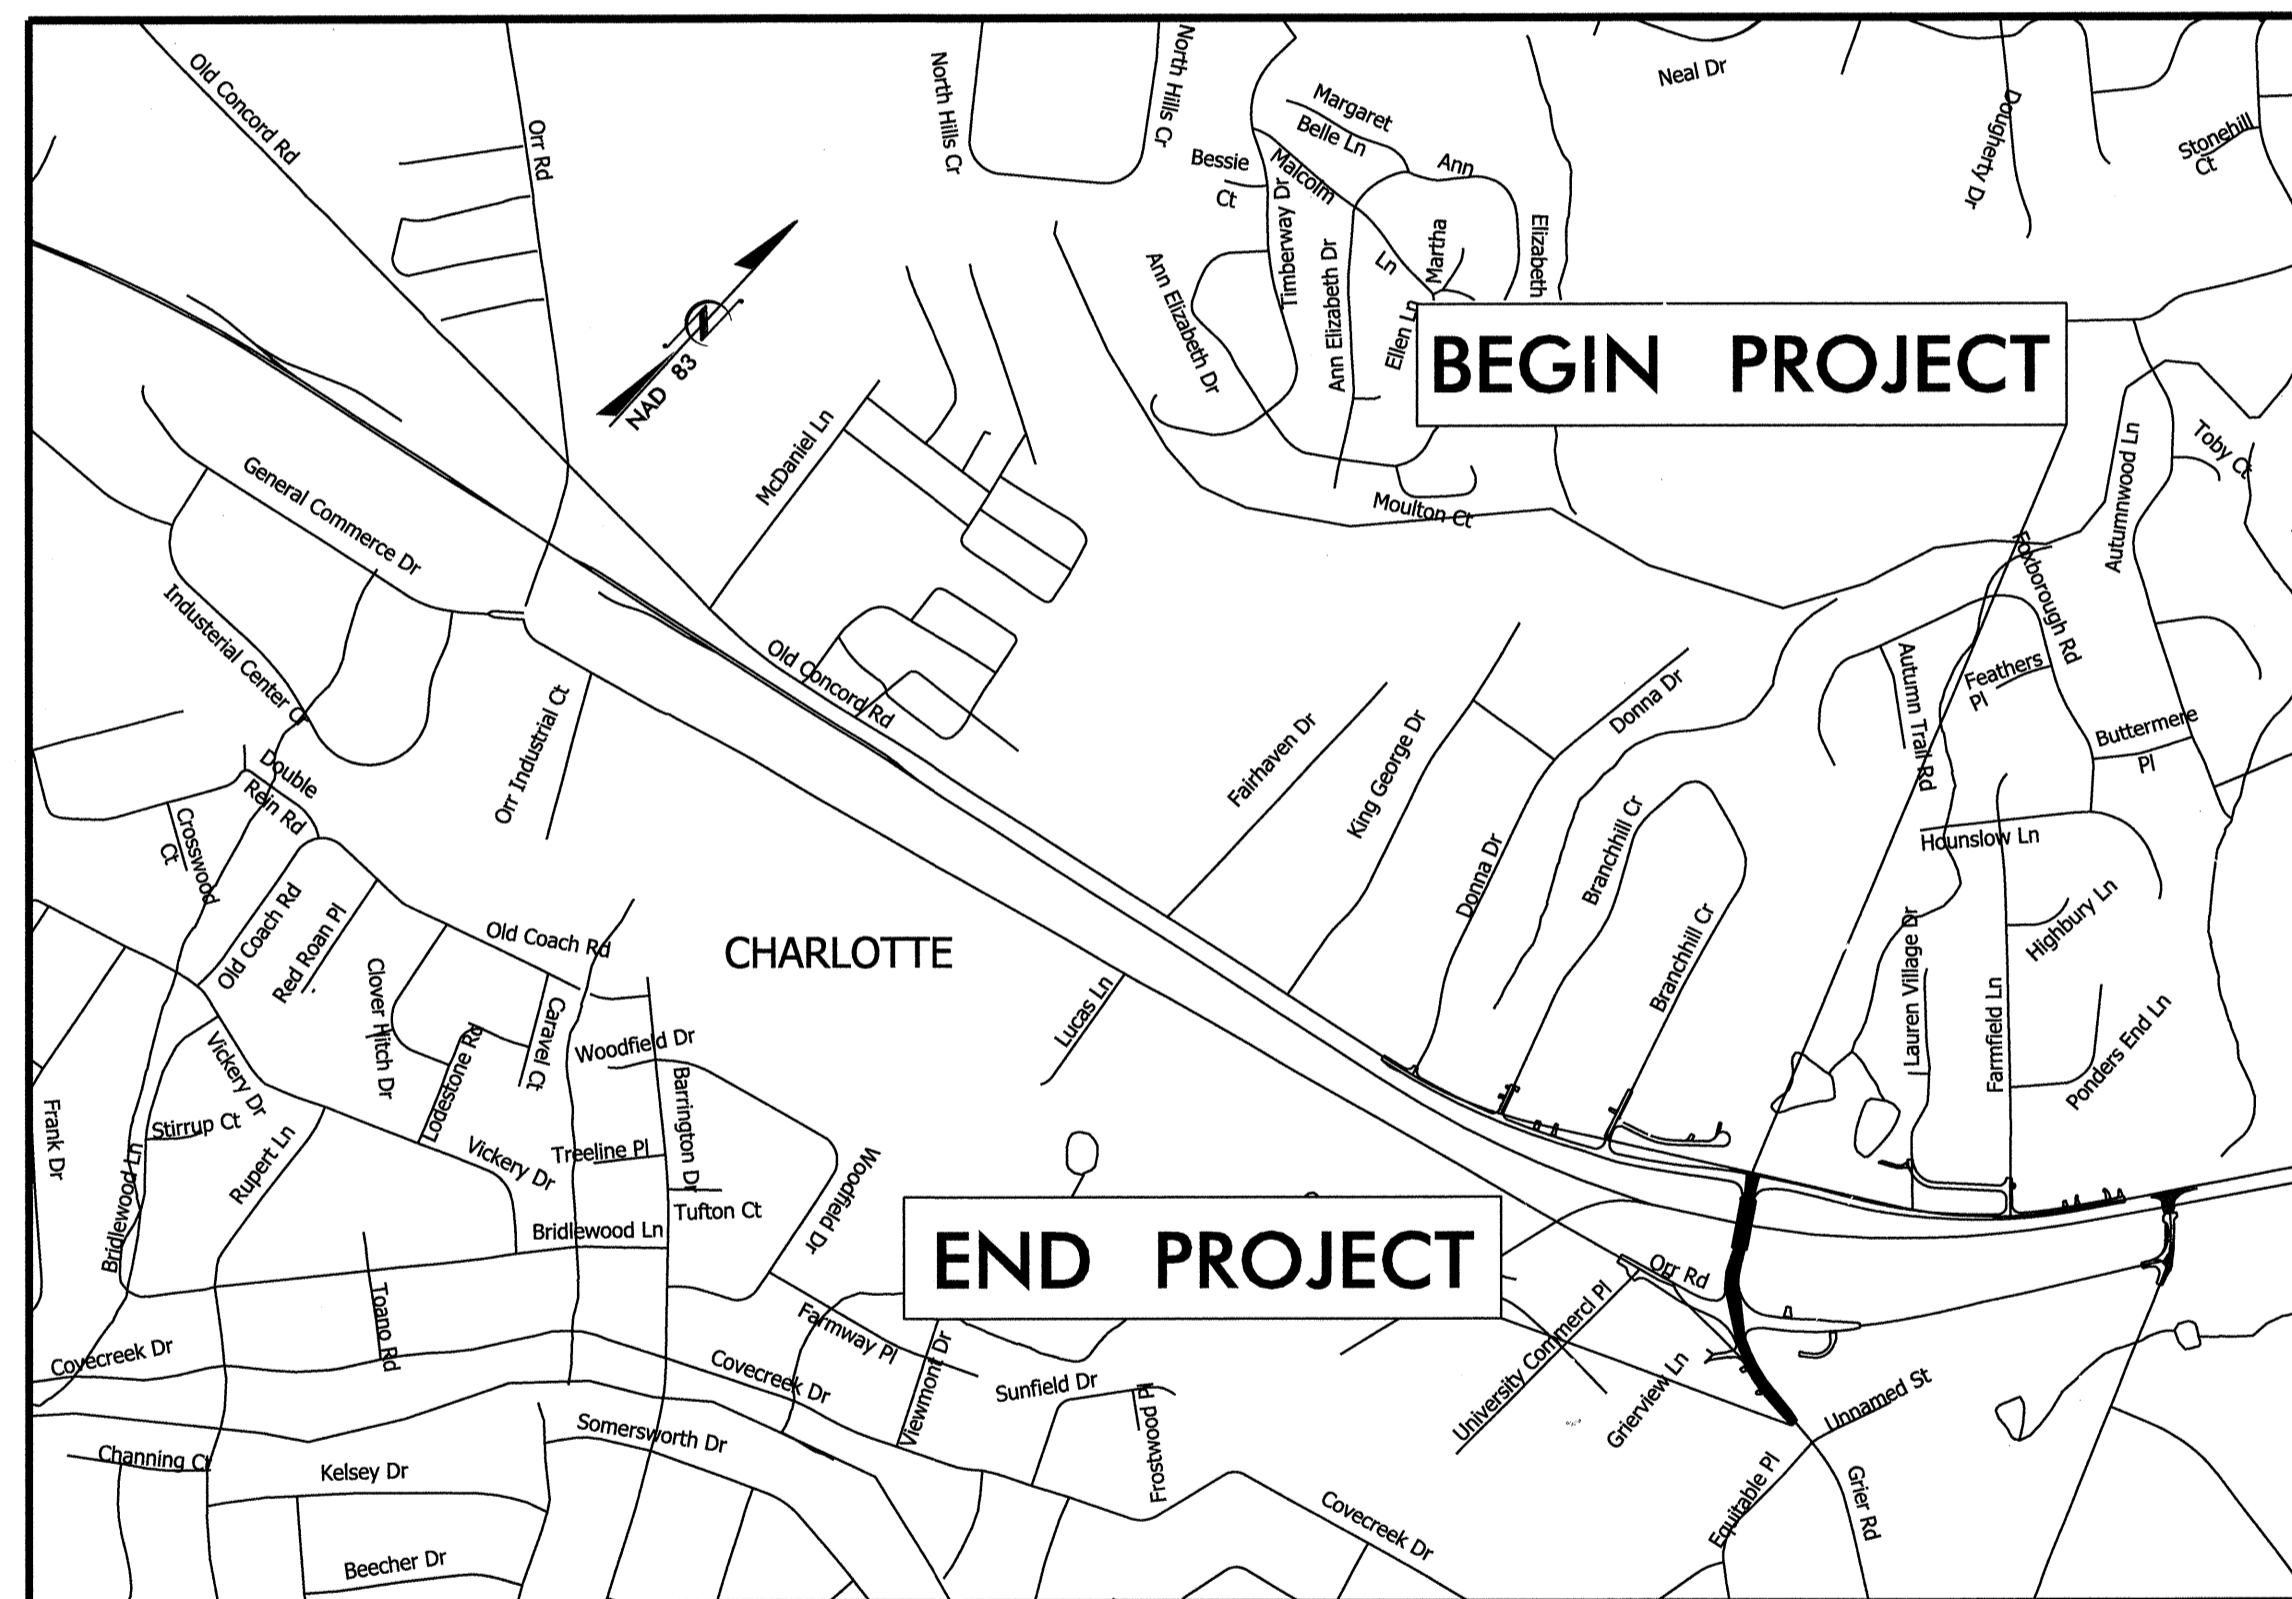 Old Concord Rd
Orr Rd
North Hills Cr
North Hills Cr
Neal Dr
Dougherty Dr
Stonehill
Ct
Margaret
Belle Ln
Bessie
Ct
Malcolm
Ln
Ann
Elizabeth
Martha
Ellen Ln
Timberway Dr
Ann Elizabeth Dr
Ann Elizabeth Dr
NAD 83
N
BEGIN PROJECT
McDaniel Ln
General Commerce Dr
Moulton Ct
Autumnwood Ln
Toby Ct
Foxborough Rd
Industerial Center Cr
Old Concord Rd
Orr Industrial Ct
Fairhaven Dr
King George Dr
Donna Dr
Donna Dr
Autumn Trail Rd
Feathers
Pl
Buttermere
Pl
Double
Rein Rd
Crosswood
Ct
Branchhill Cr
Branchhill Cr
Hounslow Ln
Highbury Ln
Old Coach Rd
Red Roan Pl
Old Coach Rd
CHARLOTTE
Lucas Ln
Lauren Village Dr
Farmfield Ln
Ponders End Ln
Clover Hitch Dr
Lodestone Rd
Caravel Ct
Woodfield Dr
Vickery Dr
Frank Dr
Stirrup Ct
Bridlewood Ln
Rupert Ln
Vickery Dr
Treeline Pl
Barrington Dr
Tufton Ct
Bridlewood Ln
Woodfield Dr
END PROJECT
Orr Rd
University Commercl Pl
Toano Rd
Farmway Pl
Covecreek Dr
Covecreek Dr
Viewmont Dr
Sunfield Dr
Frostwood Pl
Grierview Ln
Unnamed St
Somersworth Dr
Channing Ct
Kelsey Dr
Equitable Pl
Grier Rd
Covecreek Dr
Beecher Dr